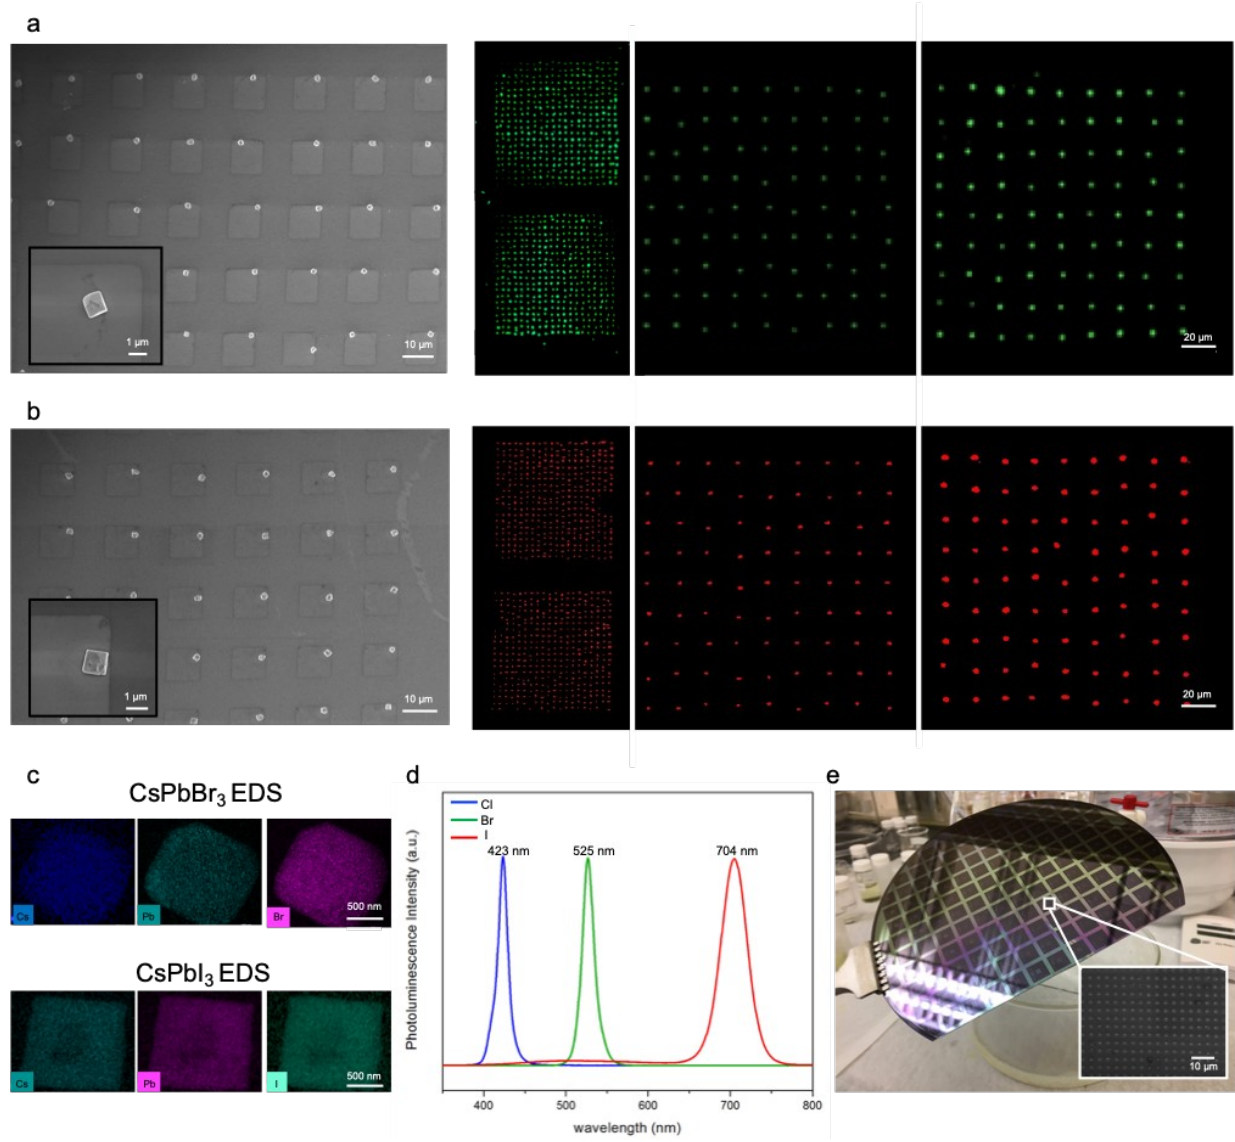 a
1 µm
10 µm
20 µm
b
1 µm
10 µm
20 µm
c
CsPbBr₃ EDS
Cs
Pb
Br
500 nm
CsPbI₃ EDS
Cs
Pb
I
500 nm
d
Cl
Br
I
423 nm
525 nm
704 nm
Photoluminescence Intensity (a.u.)
400
500
600
700
800
wavelength (nm)
e
10 µm